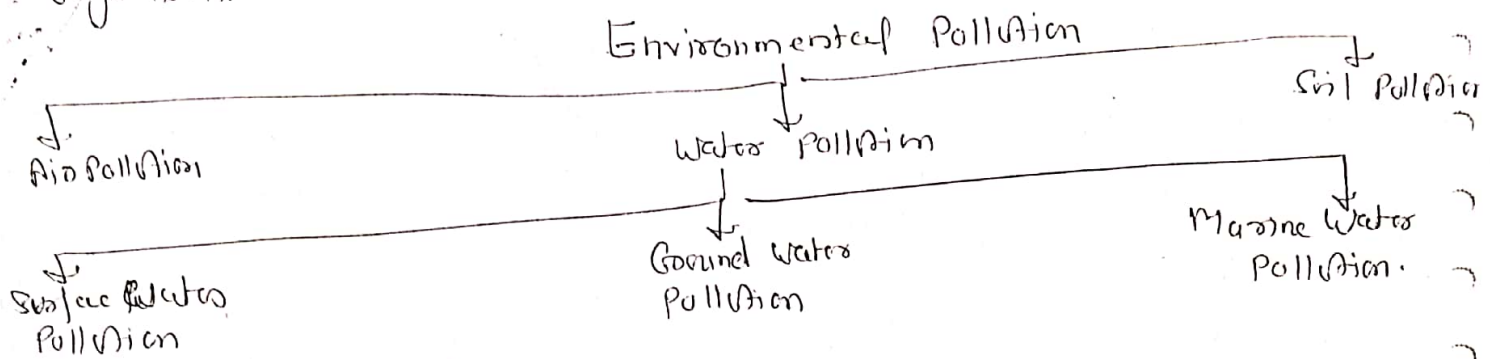 Environmental Pollution
Air Pollution
Water Pollution
Soil Pollution
Surface Water
Pollution
Ground Water
Pollution
Marine Water
Pollution.